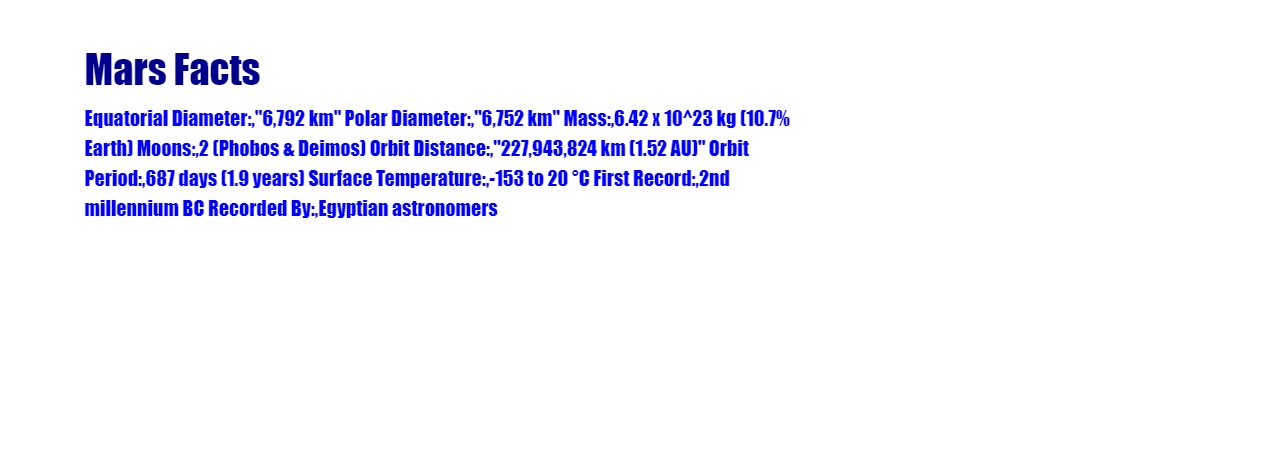 Mars Facts
Equatorial Diameter:,"6,792 km" Polar Diameter:,"6,752 km" Mass:,6.42 x 10^23 kg (10.7%
Earth) Moons:,2 (Phobos & Deimos) Orbit Distance:,"227,943,824 km (1.52 AU)" Orbit
Period:,687 days (1.9 years) Surface Temperature:,-153 to 20 °C First Record:,2nd
millennium BC Recorded By:,Egyptian astronomers